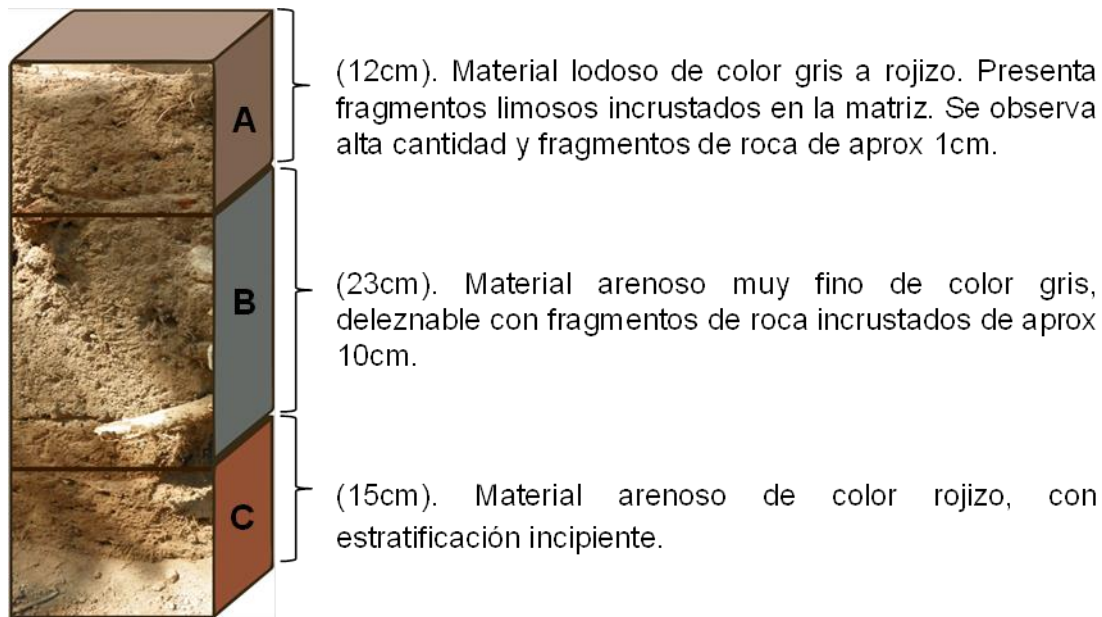 A
(12cm). Material lodoso de color gris a rojizo. Presenta
fragmentos limosos incrustados en la matriz. Se observa
alta cantidad y fragmentos de roca de aprox 1cm.
B
(23cm). Material arenoso muy fino de color gris,
deleznable con fragmentos de roca incrustados de aprox
10cm.
C
(15cm). Material arenoso de color rojizo, con
estratificación incipiente.